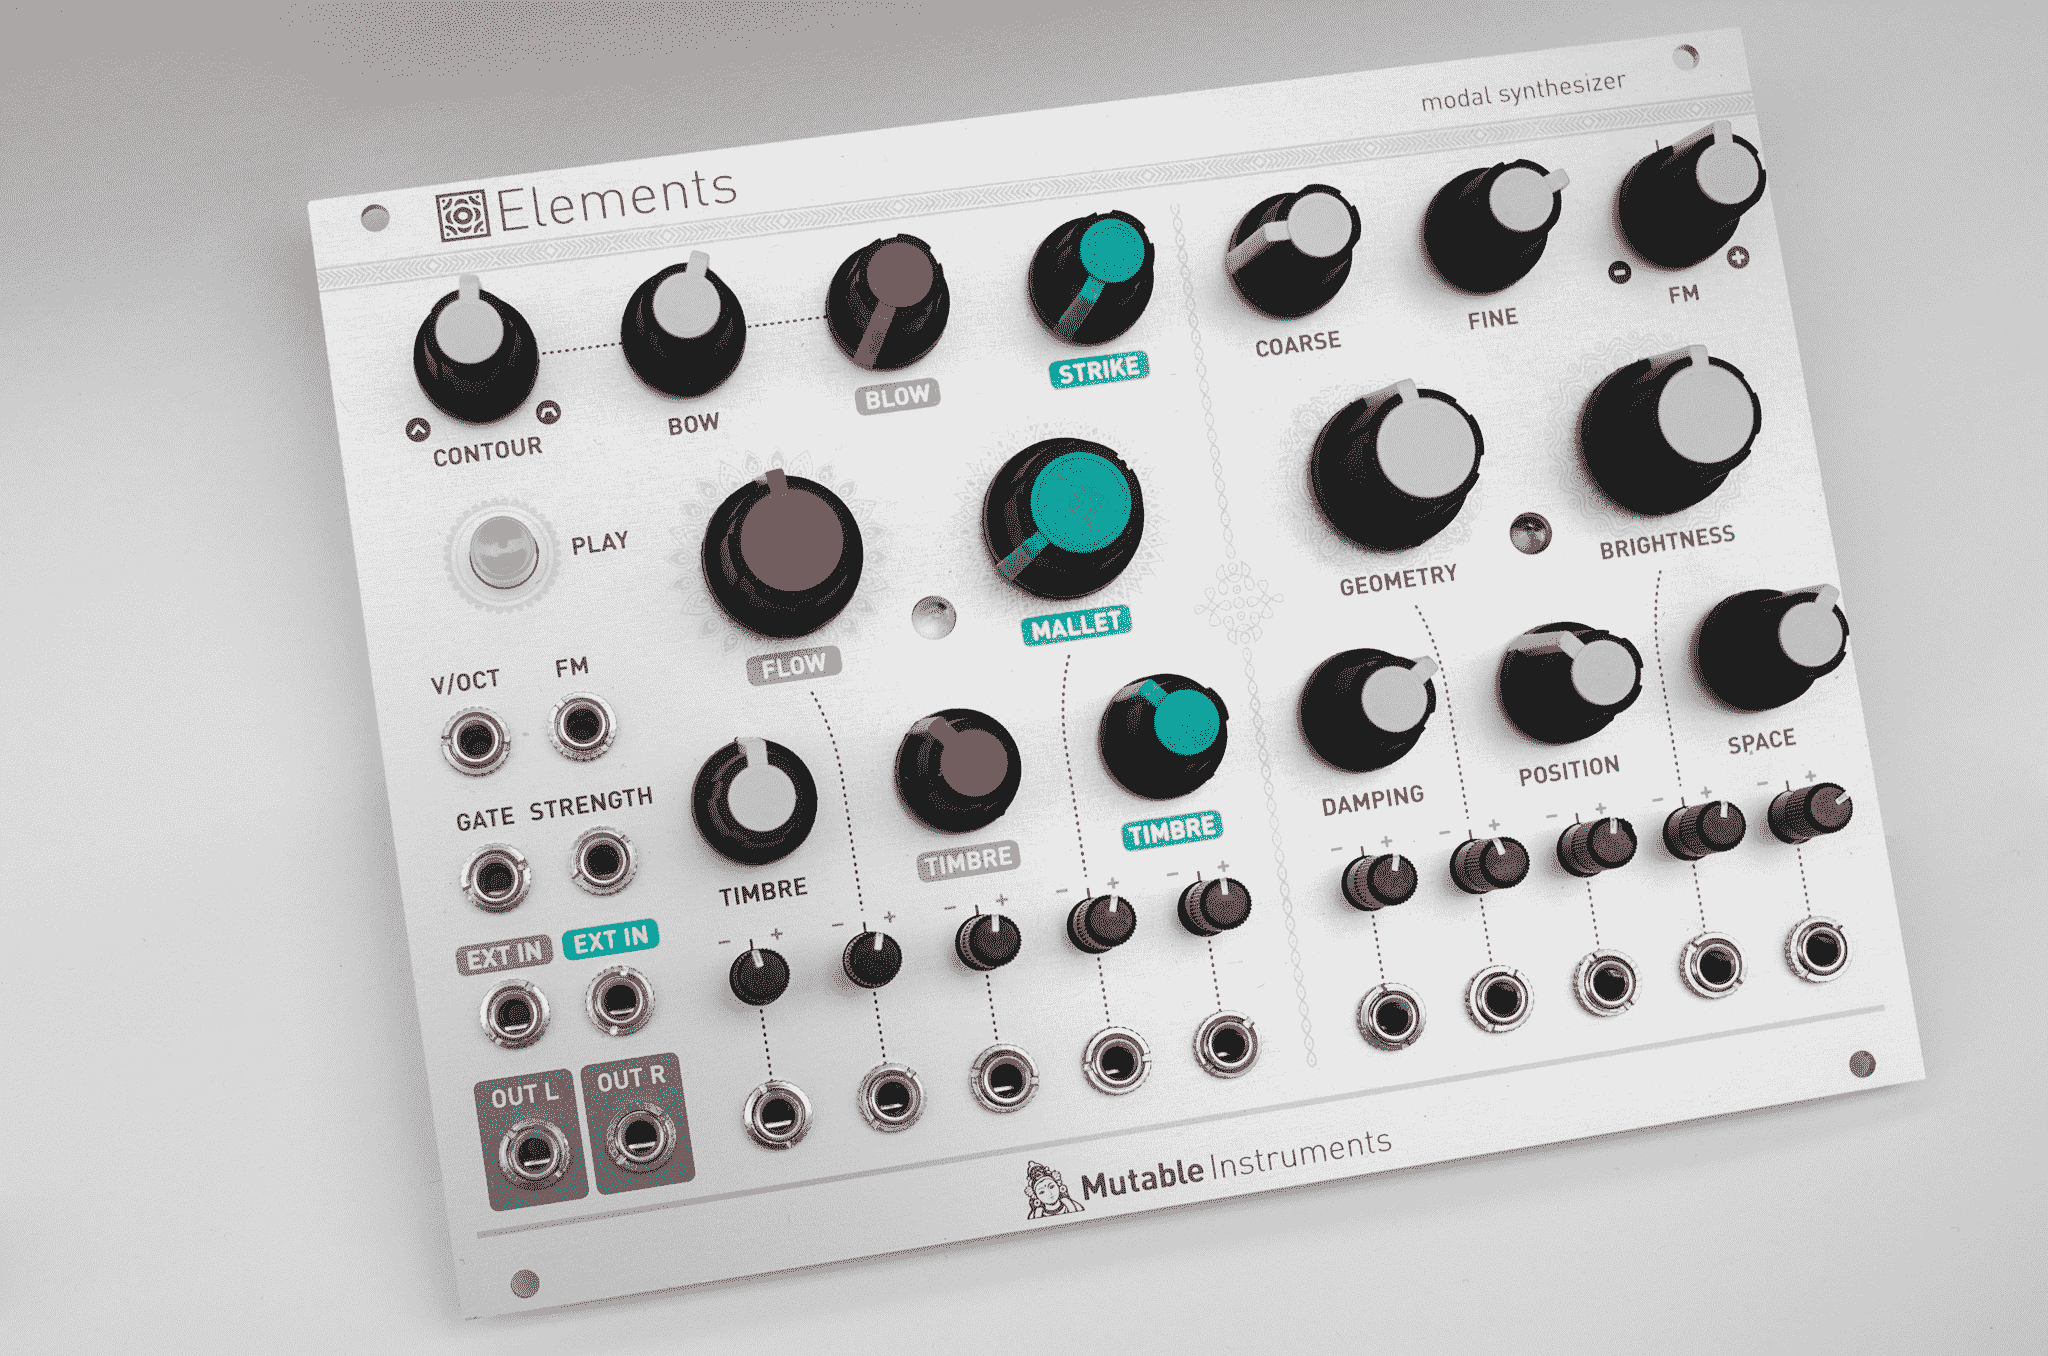 modal synthesizer
Elements
CONTOUR
BOW
BLOW
STRIKE
COARSE
FINE
FM
PLAY
FLOW
MALLET
GEOMETRY
BRIGHTNESS
V/OCT
FM
GATE
STRENGTH
TIMBRE
TIMBRE
TIMBRE
DAMPING
POSITION
SPACE
EXT IN
EXT IN
- +
- +
- +
- +
- +
- +
- +
- +
- +
- +
OUT L
OUT R
Mutable Instruments